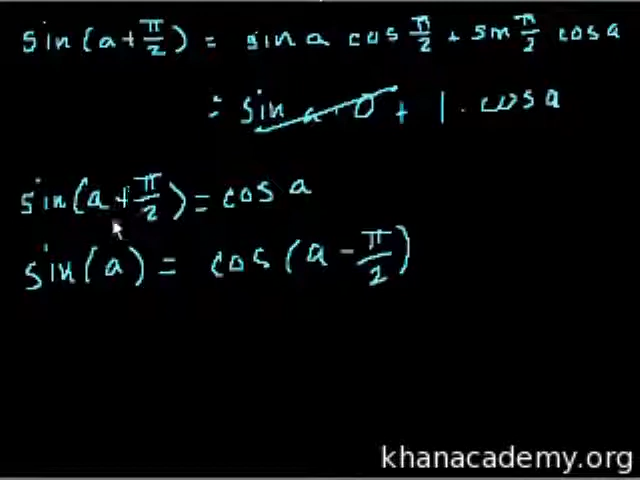 sin(a+π/2) = sin a cos π/2 + sin π/2 cos a
= sin a · 0 + 1 · cos a
sin(a+π/2) = cos a
sin(a) = cos(a - π/2)
khanacademy.org